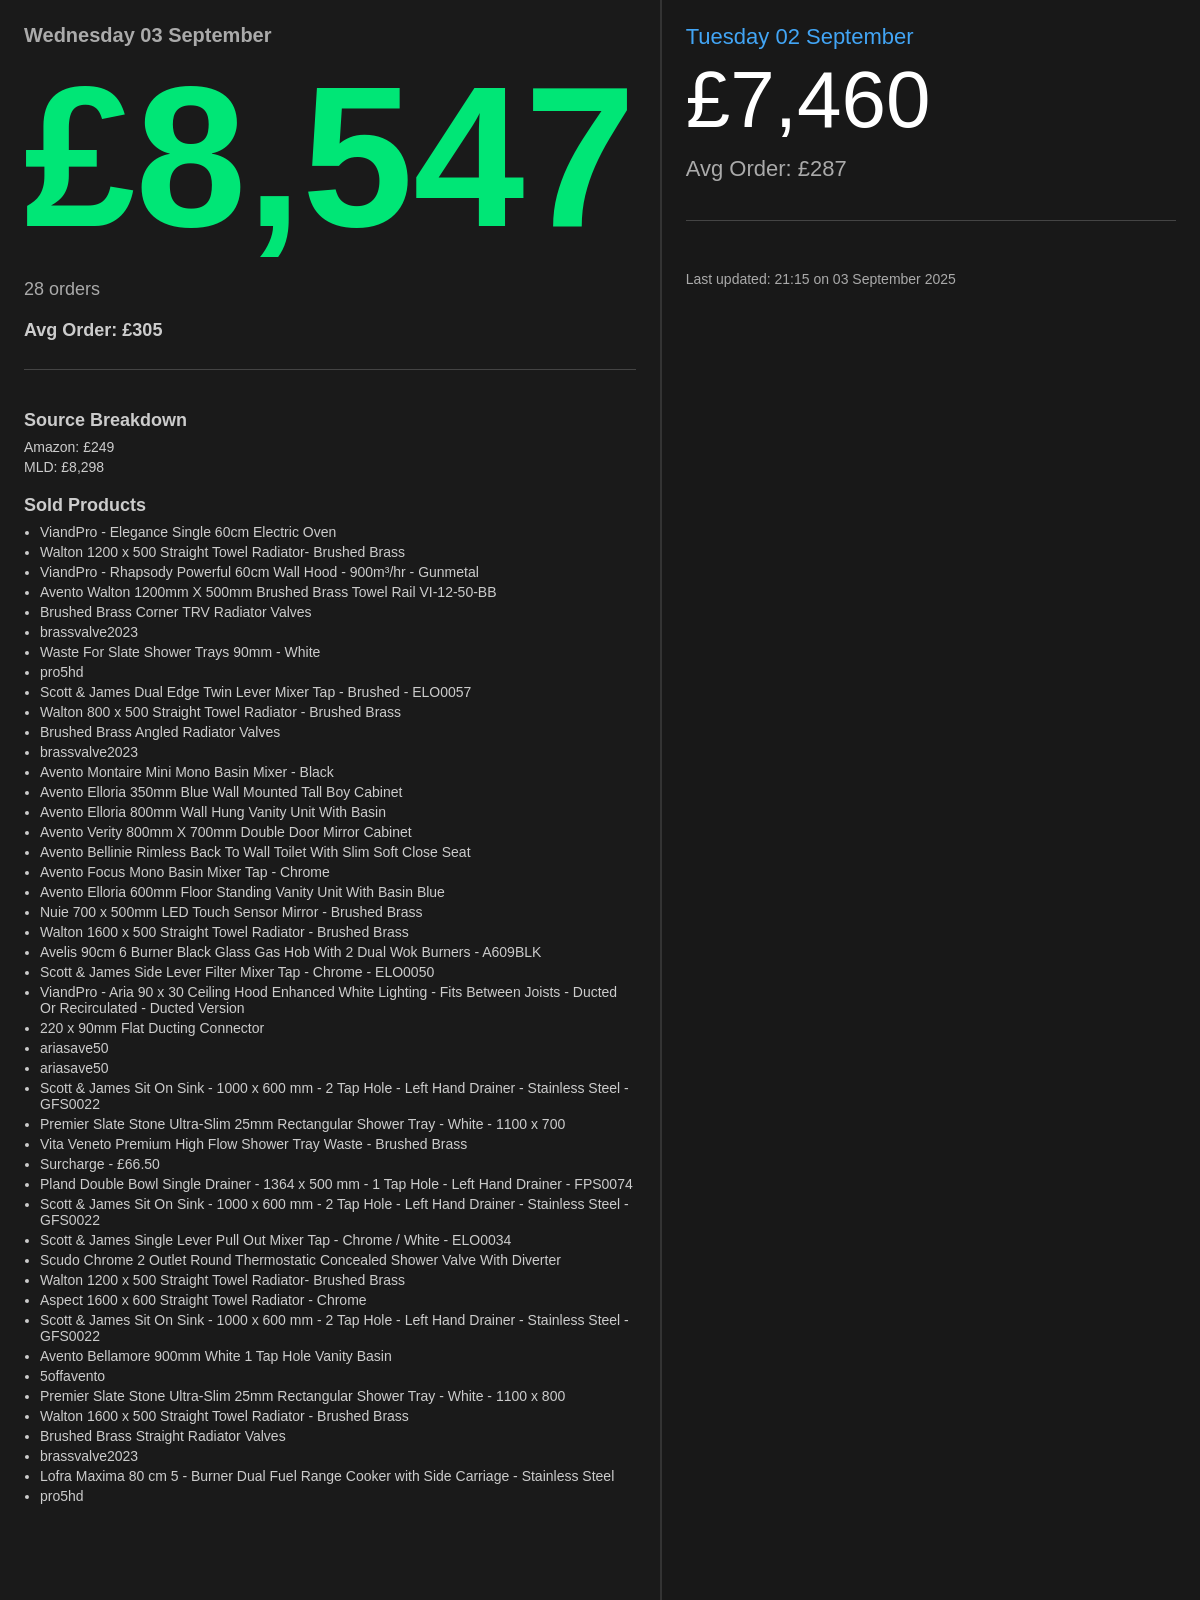 Wednesday 03 September
£8,547
28 orders
Avg Order: £305
Source Breakdown
Amazon: £249
MLD: £8,298
Sold Products
• ViandPro - Elegance Single 60cm Electric Oven
• Walton 1200 x 500 Straight Towel Radiator- Brushed Brass
• ViandPro - Rhapsody Powerful 60cm Wall Hood - 900m³/hr - Gunmetal
• Avento Walton 1200mm X 500mm Brushed Brass Towel Rail VI-12-50-BB
• Brushed Brass Corner TRV Radiator Valves
• brassvalve2023
• Waste For Slate Shower Trays 90mm - White
• pro5hd
• Scott & James Dual Edge Twin Lever Mixer Tap - Brushed - ELO0057
• Walton 800 x 500 Straight Towel Radiator - Brushed Brass
• Brushed Brass Angled Radiator Valves
• brassvalve2023
• Avento Montaire Mini Mono Basin Mixer - Black
• Avento Elloria 350mm Blue Wall Mounted Tall Boy Cabinet
• Avento Elloria 800mm Wall Hung Vanity Unit With Basin
• Avento Verity 800mm X 700mm Double Door Mirror Cabinet
• Avento Bellinie Rimless Back To Wall Toilet With Slim Soft Close Seat
• Avento Focus Mono Basin Mixer Tap - Chrome
• Avento Elloria 600mm Floor Standing Vanity Unit With Basin Blue
• Nuie 700 x 500mm LED Touch Sensor Mirror - Brushed Brass
• Walton 1600 x 500 Straight Towel Radiator - Brushed Brass
• Avelis 90cm 6 Burner Black Glass Gas Hob With 2 Dual Wok Burners - A609BLK
• Scott & James Side Lever Filter Mixer Tap - Chrome - ELO0050
• ViandPro - Aria 90 x 30 Ceiling Hood Enhanced White Lighting - Fits Between Joists - Ducted
Or Recirculated - Ducted Version
• 220 x 90mm Flat Ducting Connector
• ariasave50
• ariasave50
• Scott & James Sit On Sink - 1000 x 600 mm - 2 Tap Hole - Left Hand Drainer - Stainless Steel -
GFS0022
• Premier Slate Stone Ultra-Slim 25mm Rectangular Shower Tray - White - 1100 x 700
• Vita Veneto Premium High Flow Shower Tray Waste - Brushed Brass
• Surcharge - £66.50
• Pland Double Bowl Single Drainer - 1364 x 500 mm - 1 Tap Hole - Left Hand Drainer - FPS0074
• Scott & James Sit On Sink - 1000 x 600 mm - 2 Tap Hole - Left Hand Drainer - Stainless Steel -
GFS0022
• Scott & James Single Lever Pull Out Mixer Tap - Chrome / White - ELO0034
• Scudo Chrome 2 Outlet Round Thermostatic Concealed Shower Valve With Diverter
• Walton 1200 x 500 Straight Towel Radiator- Brushed Brass
• Aspect 1600 x 600 Straight Towel Radiator - Chrome
• Scott & James Sit On Sink - 1000 x 600 mm - 2 Tap Hole - Left Hand Drainer - Stainless Steel -
GFS0022
• Avento Bellamore 900mm White 1 Tap Hole Vanity Basin
• 5offavento
• Premier Slate Stone Ultra-Slim 25mm Rectangular Shower Tray - White - 1100 x 800
• Walton 1600 x 500 Straight Towel Radiator - Brushed Brass
• Brushed Brass Straight Radiator Valves
• brassvalve2023
• Lofra Maxima 80 cm 5 - Burner Dual Fuel Range Cooker with Side Carriage - Stainless Steel
• pro5hd
Tuesday 02 September
£7,460
Avg Order: £287
Last updated: 21:15 on 03 September 2025